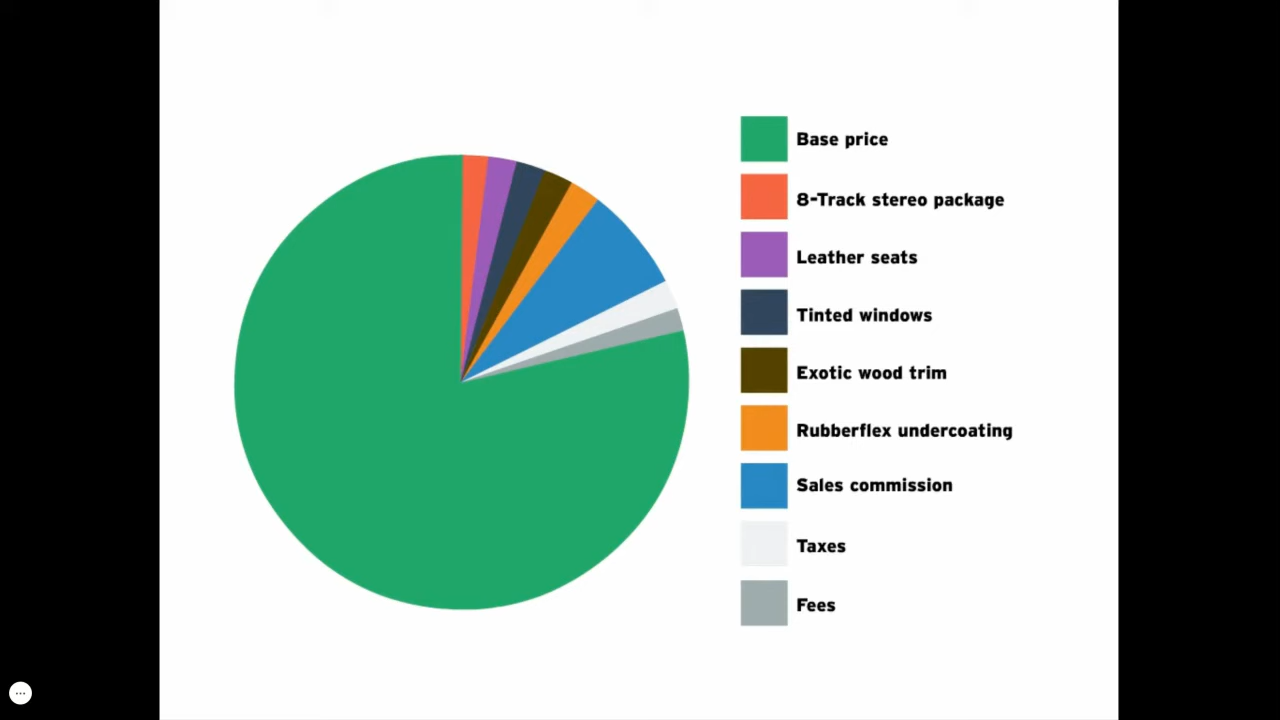 Base price
8-Track stereo package
Leather seats
Tinted windows
Exotic wood trim
Rubberflex undercoating
Sales commission
Taxes
Fees